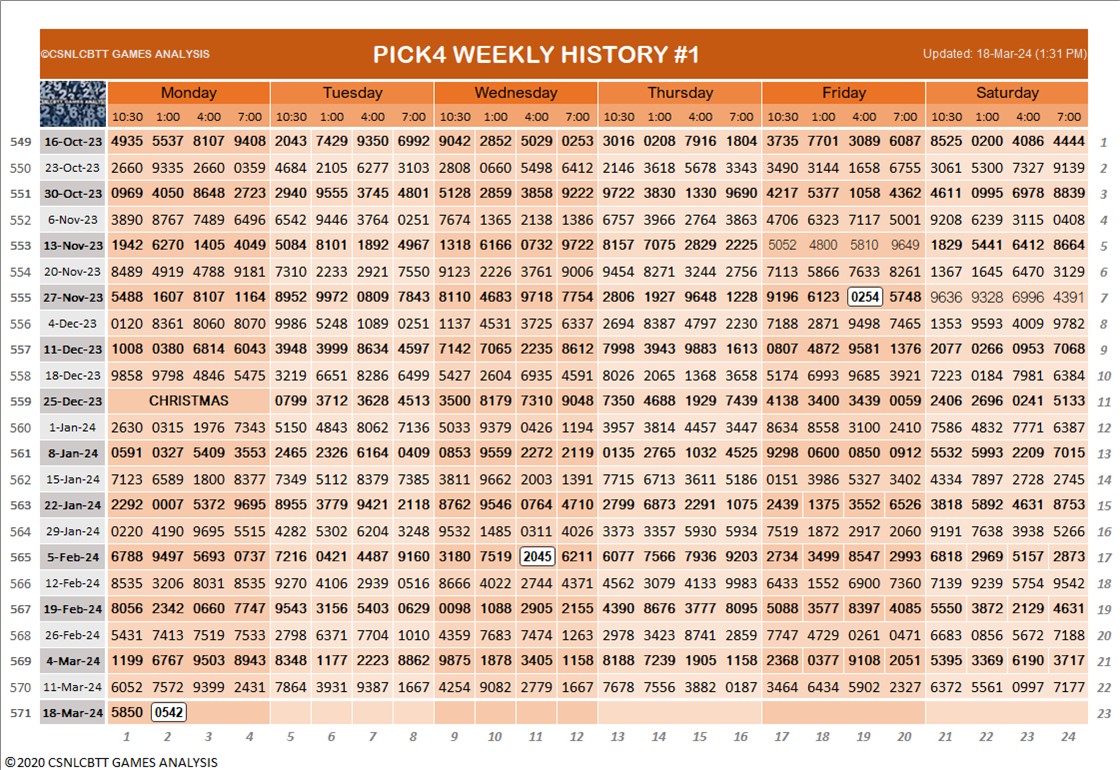 ©CSNLCBTT GAMES ANALYSIS PICK4 WEEKLY HISTORY #1 Updated: 18-Mar-24 (1:31 PM)
Monday Tuesday Wednesday Thursday Friday Saturday
10:30 1:00 4:00 7:00 10:30 1:00 4:00 7:00 10:30 1:00 4:00 7:00 10:30 1:00 4:00 7:00 10:30 1:00 4:00 7:00 10:30 1:00 4:00 7:00
549 16-Oct-23 4935 5537 8107 9408 2043 7429 9350 6992 9042 2852 5029 0253 3016 0208 7916 1804 3735 7701 3089 6087 8525 0200 4086 4444 1
550 23-Oct-23 2660 9335 2660 0359 4684 2105 6277 3103 2808 0660 5498 6412 2146 3618 5678 3343 3490 3144 1658 6755 3061 5300 7327 9139 2
551 30-Oct-23 0969 4050 8648 2723 2940 9555 3745 4801 5128 2859 3858 9222 9722 3830 1330 9690 4217 5377 1058 4362 4611 0995 6978 8839 3
552 6-Nov-23 3890 8767 7489 6496 6542 9446 3764 0251 7674 1365 2138 1386 6757 3966 2764 3863 4706 6323 7117 5001 9208 6239 3115 0408 4
553 13-Nov-23 1942 6270 1405 4049 5084 8101 1892 4967 1318 6166 0732 9722 8157 7075 2829 2225 5052 4800 5810 9649 1829 5441 6412 8664 5
554 20-Nov-23 8489 4919 4788 9181 7310 2233 2921 7550 9123 2226 3761 9006 9454 8271 3244 2756 7113 5866 7633 8261 1367 1645 6470 3129 6
555 27-Nov-23 5488 1607 8107 1164 8952 9972 0809 7843 8110 4683 9718 7754 2806 1927 9648 1228 9196 6123 0254 5748 9636 9328 6996 4391 7
556 4-Dec-23 0120 8361 8060 8070 9986 5248 1089 0251 1137 4531 3725 6337 2694 8387 4797 2230 7188 2871 9498 7465 1353 9593 4009 9782 8
557 11-Dec-23 1008 0380 6814 6043 3948 3999 8634 4597 7142 7065 2235 8612 7998 3943 9883 1613 0807 4872 9581 1376 2077 0266 0953 7068 9
558 18-Dec-23 9858 9798 4846 5475 3219 6651 8286 6499 5427 2604 6935 4591 8026 2065 1368 3658 5174 6993 9685 3921 7223 0184 7981 6384 10
559 25-Dec-23 CHRISTMAS 0799 3712 3628 4513 3500 8179 7310 9048 7350 4688 1929 7439 4138 3400 3439 0059 2406 2696 0241 5133 11
560 1-Jan-24 2630 0315 1976 7343 5150 4843 8062 7136 5033 9379 0426 1194 3957 3814 4457 3447 8634 8558 3100 2410 7586 4832 7771 6387 12
561 8-Jan-24 0591 0327 5409 3553 2465 2326 6164 0409 0853 9559 2272 2119 0135 2765 1032 4525 9298 0600 0850 0912 5532 5993 2209 7015 13
562 15-Jan-24 7123 6589 1800 8377 7349 5112 8379 7385 3811 9662 2003 1391 7715 6713 3611 5186 0151 3986 5327 3402 4334 7897 2728 2745 14
563 22-Jan-24 2292 0007 5372 9695 8955 3779 9421 2118 8762 9546 0764 4710 2799 6873 2291 1075 2439 1375 3552 6526 3818 5892 4631 8753 15
564 29-Jan-24 0220 4190 9695 5515 4282 5302 6204 3248 9532 1485 0311 4026 3373 3357 5930 5934 7519 1872 2917 2060 9191 7638 3938 5266 16
565 5-Feb-24 6788 9497 5693 0737 7216 0421 4487 9160 3180 7519 2045 6211 6077 7566 7936 9203 2734 3499 8547 2993 6818 2969 5157 2873 17
566 12-Feb-24 8535 3206 8031 8535 9270 4106 2939 0516 8666 4022 2744 4371 4562 3079 4133 9983 6433 1552 6900 7360 7139 9239 5754 9542 18
567 19-Feb-24 8056 2342 0660 7747 9543 3156 5403 0629 0098 1088 2905 2155 4390 8676 3777 8095 5088 3577 8397 4085 5550 3872 2129 4631 19
568 26-Feb-24 5431 7413 7519 7533 2798 6371 7704 1010 4359 7683 7474 1263 2978 3423 8741 2859 7747 4729 0261 0471 6683 0856 5672 7188 20
569 4-Mar-24 1199 6767 9503 8943 8348 1177 2223 8862 9875 1878 3405 1158 8188 7239 1905 1158 2368 0377 9108 2051 5395 3369 6190 3717 21
570 11-Mar-24 6052 7572 9399 2431 7864 3931 9387 1667 4254 9082 2779 1667 7678 7556 3882 0187 3464 6434 5902 2327 6372 5561 0997 7177 22
571 18-Mar-24 5850 0542 23
1 2 3 4 5 6 7 8 9 10 11 12 13 14 15 16 17 18 19 20 21 22 23 24
©2020 CSNLCBTT GAMES ANALYSIS